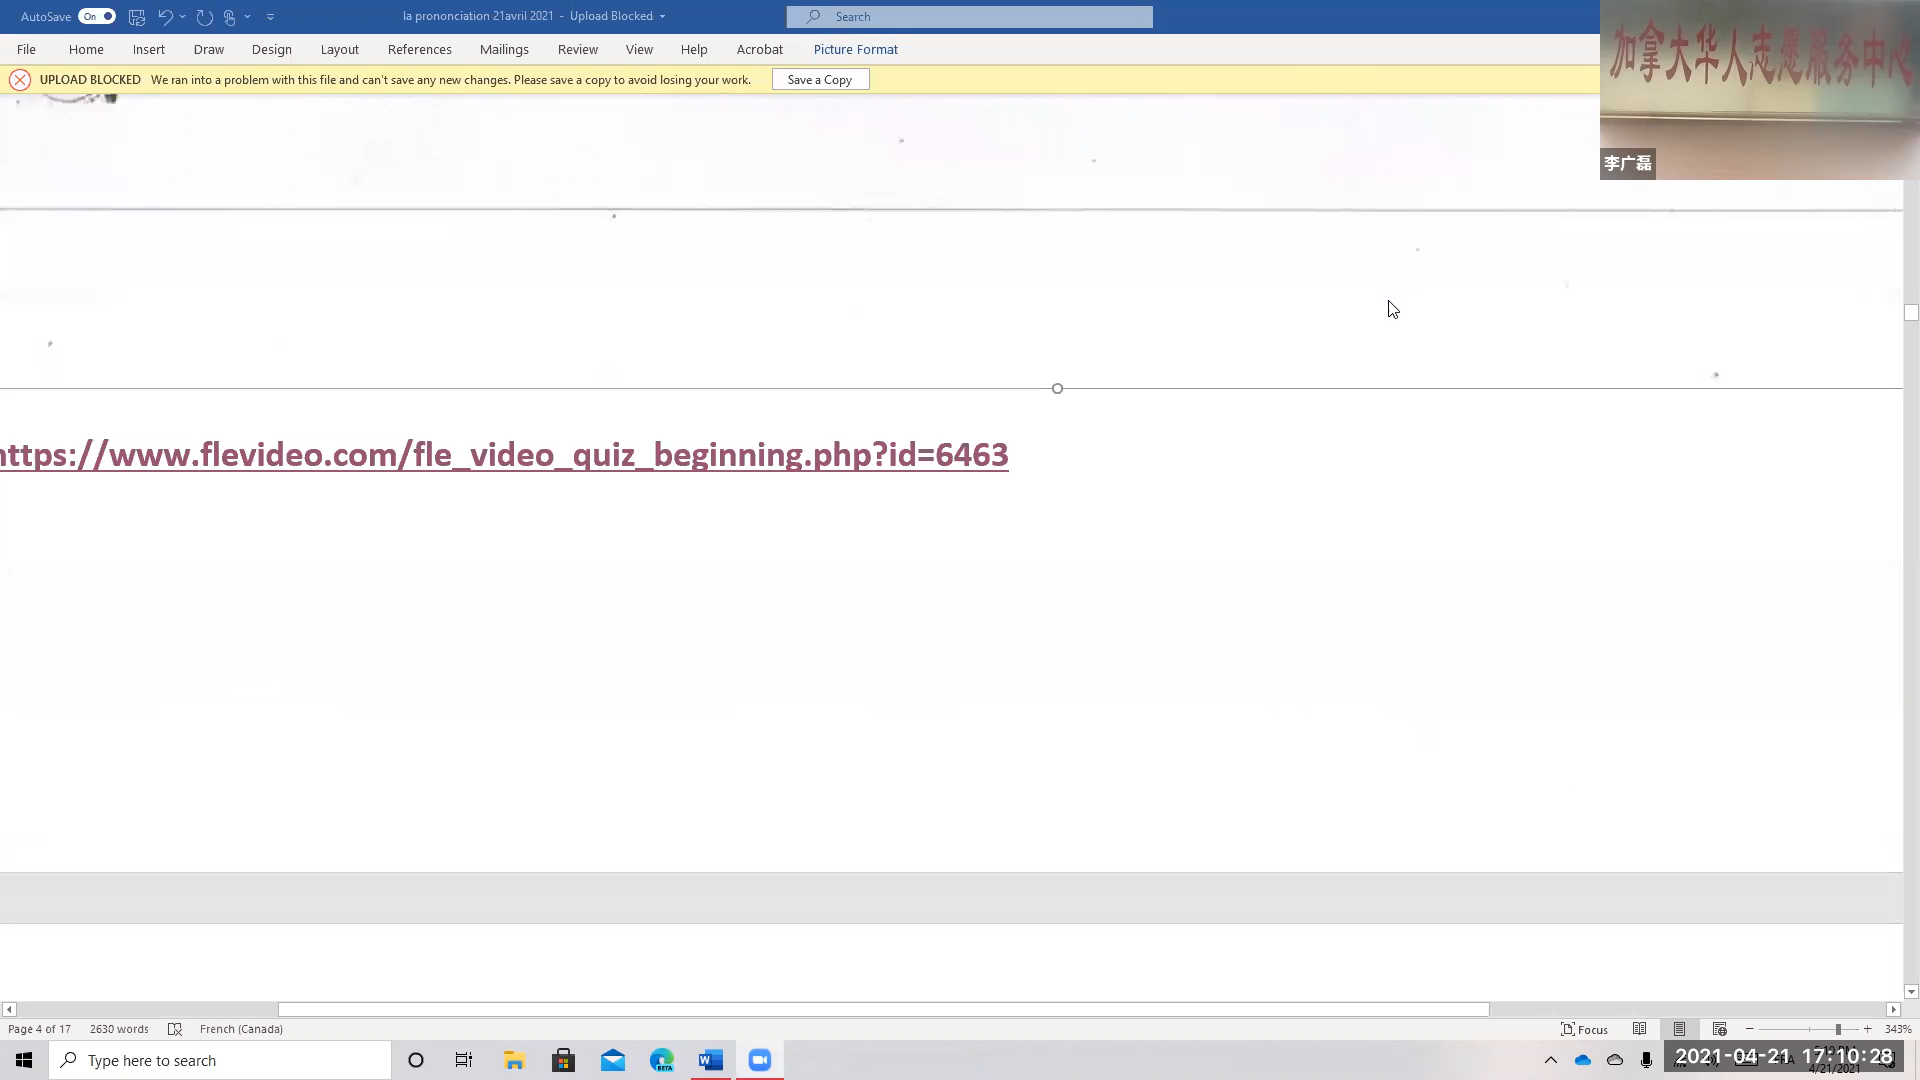 AutoSave On la prononciation 21avril 2021 - Upload Blocked Search
File Home Insert Draw Design Layout References Mailings Review View Help Acrobat Picture Format
UPLOAD BLOCKED We ran into a problem with this file and can't save any new changes. Please save a copy to avoid losing your work. Save a Copy
加拿大华人志愿服务中心
李广磊
https://www.flevideo.com/fle_video_quiz_beginning.php?id=6463
Page 4 of 17 2630 words French (Canada) Focus 343%
Type here to search
BETA
2021-04-21 17:10:28
4/21/2021